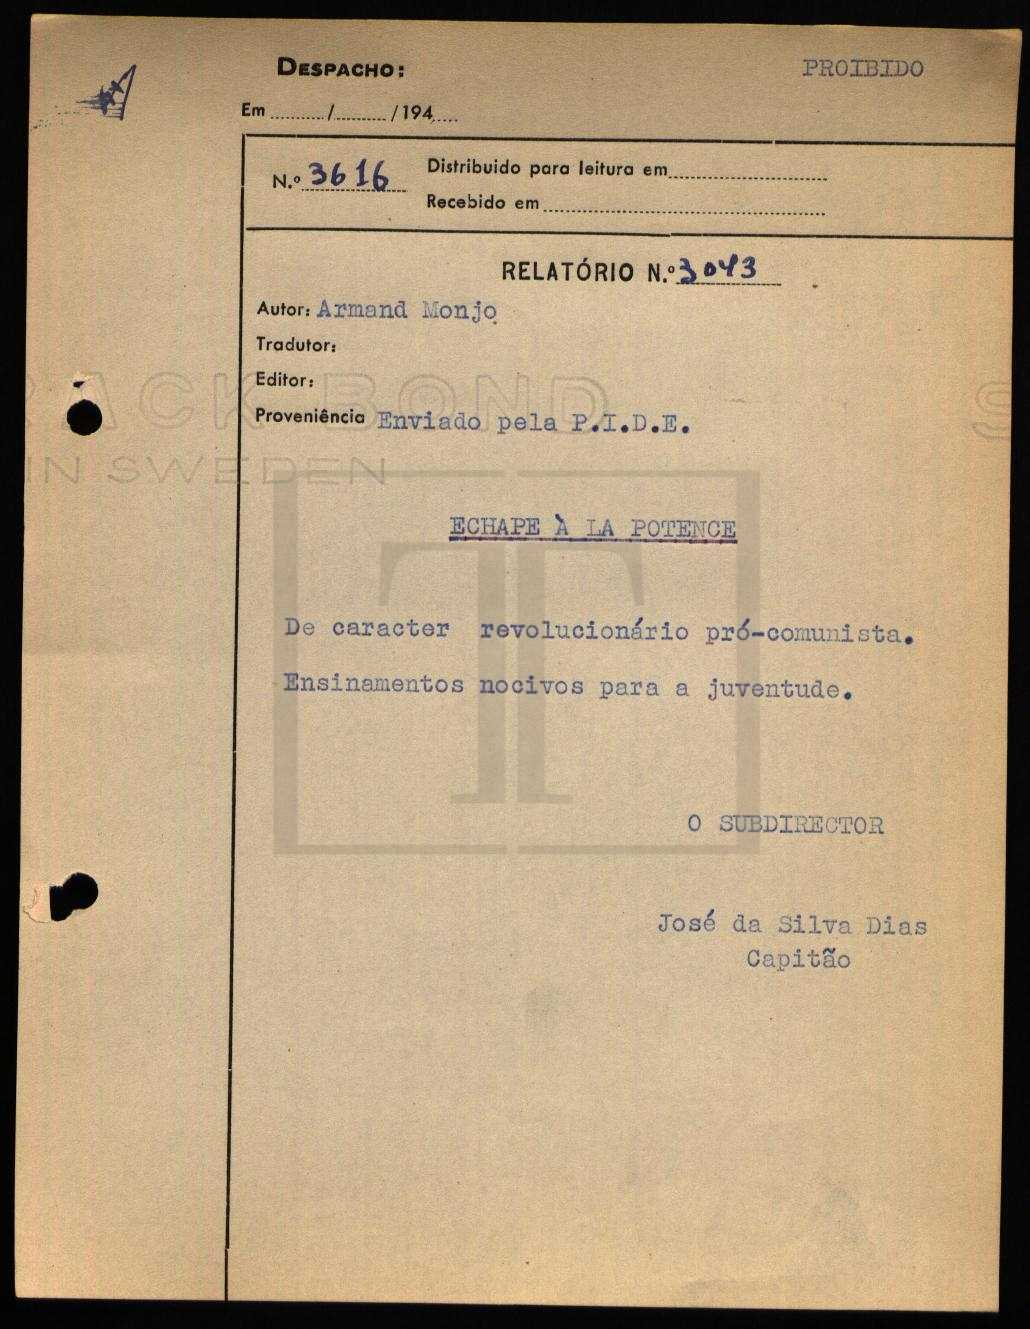 DESPACHO:
PROIBIDO
Em ......../......../194.....
N.º 3616
Distribuido para leitura em
Recebido em
RELATÓRIO N.º 3043
Autor: Armand Monjo
Tradutor:
Editor:
Proveniência Enviado pela P.I.D.E.
RACK BOND S
IN SWEDEN
ECHAPE À LA POTENCE
De caracter revolucionário pró-comunista.
Ensinamentos nocivos para a juventude.
O SUBDIRECTOR
José da Silva Dias
Capitão